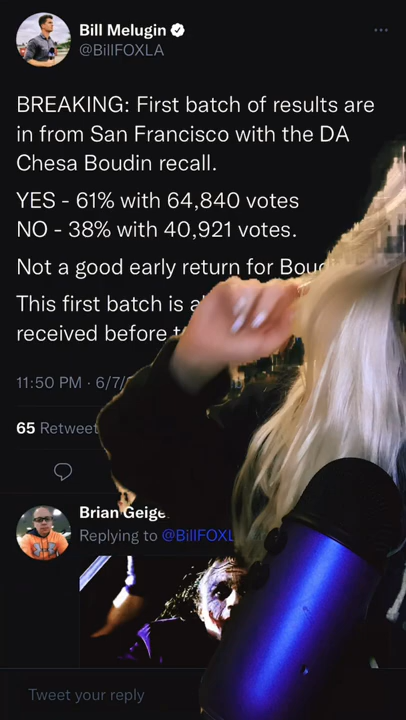 Bill Melugin
@BillFOXLA
BREAKING: First batch of results are
in from San Francisco with the DA
Chesa Boudin recall.
YES - 61% with 64,840 votes
NO - 38% with 40,921 votes.
Not a good early return for
This first batch is
received before
11:50 PM · 6/7/
65 Retweet
Brian
Replying to @BillFOXL
Tweet your reply